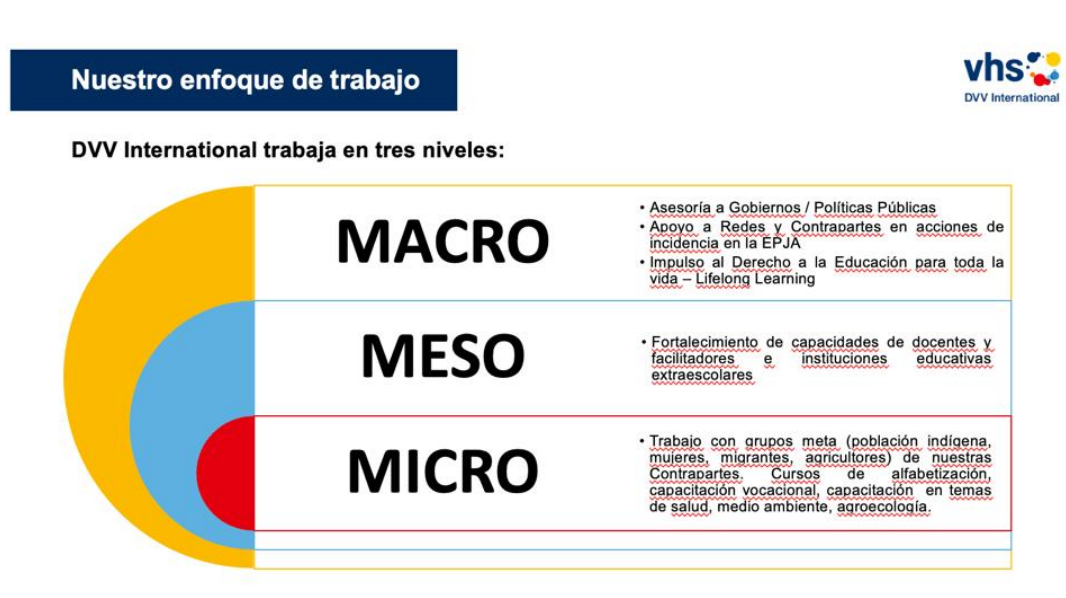 Nuestro enfoque de trabajo
vhs
DVV International
DVV International trabaja en tres niveles:
MACRO
• Asesoría a Gobiernos / Políticas Públicas
• Apoyo a Redes y Contrapartes en acciones de
incidencia en la EPJA
• Impulso al Derecho a la Educación para toda la
vida – Lifelong Learning
MESO
• Fortalecimiento de capacidades de docentes y
facilitadores e instituciones educativas
extraescolares
MICRO
• Trabajo con grupos meta (población indígena,
mujeres, migrantes, agricultores) de nuestras
Contrapartes. Cursos de alfabetización,
capacitación vocacional, capacitación en temas
de salud, medio ambiente, agroecología.